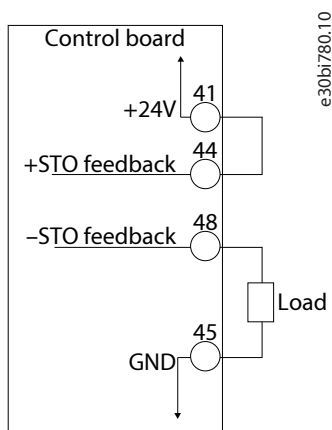 Control board
41
+24V
44
+STO feedback
48
–STO feedback
Load
45
GND
e30bi780.10